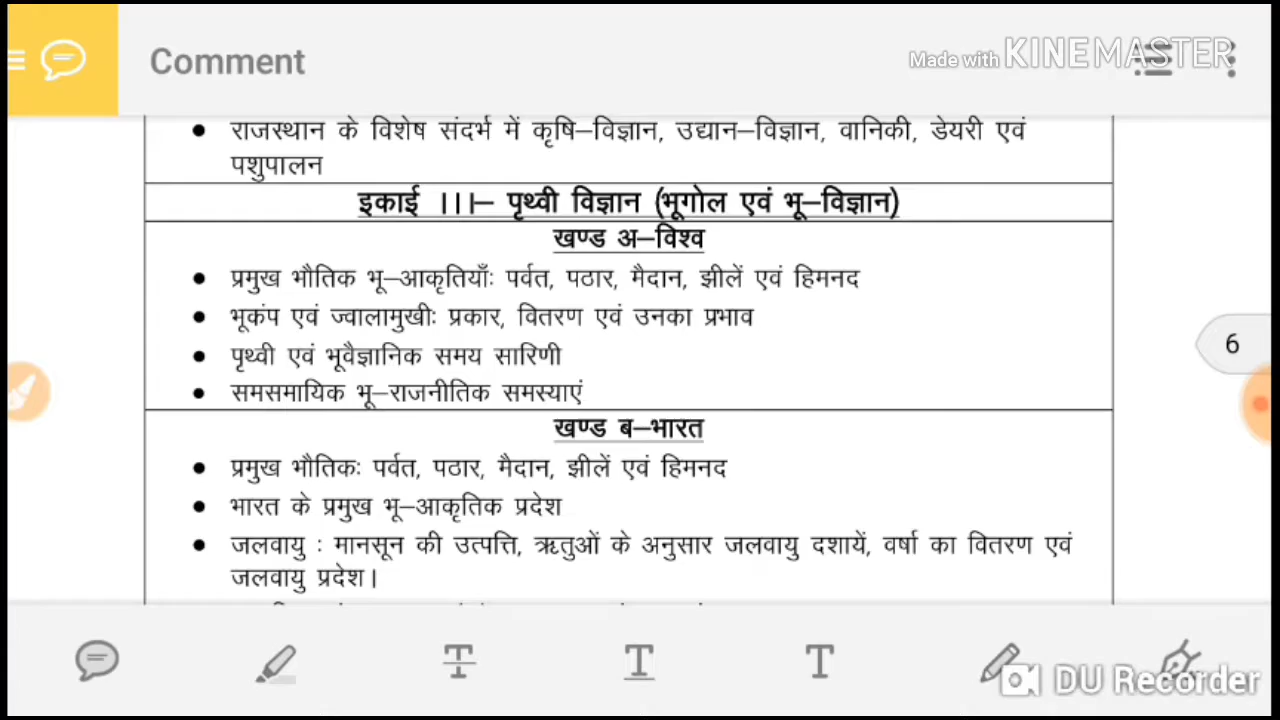 Comment
Made with KINEMASTER
राजस्थान के विशेष संदर्भ में कृषि–विज्ञान, उद्यान–विज्ञान, वानिकी, डेयरी एवं
पशुपालन
इकाई III– पृथ्वी विज्ञान (भूगोल एवं भू–विज्ञान)
खण्ड अ–विश्व
प्रमुख भौतिक भू–आकृतियाँः पर्वत, पठार, मैदान, झीलें एवं हिमनद
भूकंप एवं ज्वालामुखीः प्रकार, वितरण एवं उनका प्रभाव
6
पृथ्वी एवं भूवैज्ञानिक समय सारिणी
समसमायिक भू–राजनीतिक समस्याएं
खण्ड ब–भारत
प्रमुख भौतिकः पर्वत, पठार, मैदान, झीलें एवं हिमनद
भारत के प्रमुख भू–आकृतिक प्रदेश
जलवायु : मानसून की उत्पत्ति, ऋतुओं के अनुसार जलवायु दशायें, वर्षा का वितरण एवं
जलवायु प्रदेश।
T T T
DU Recorder